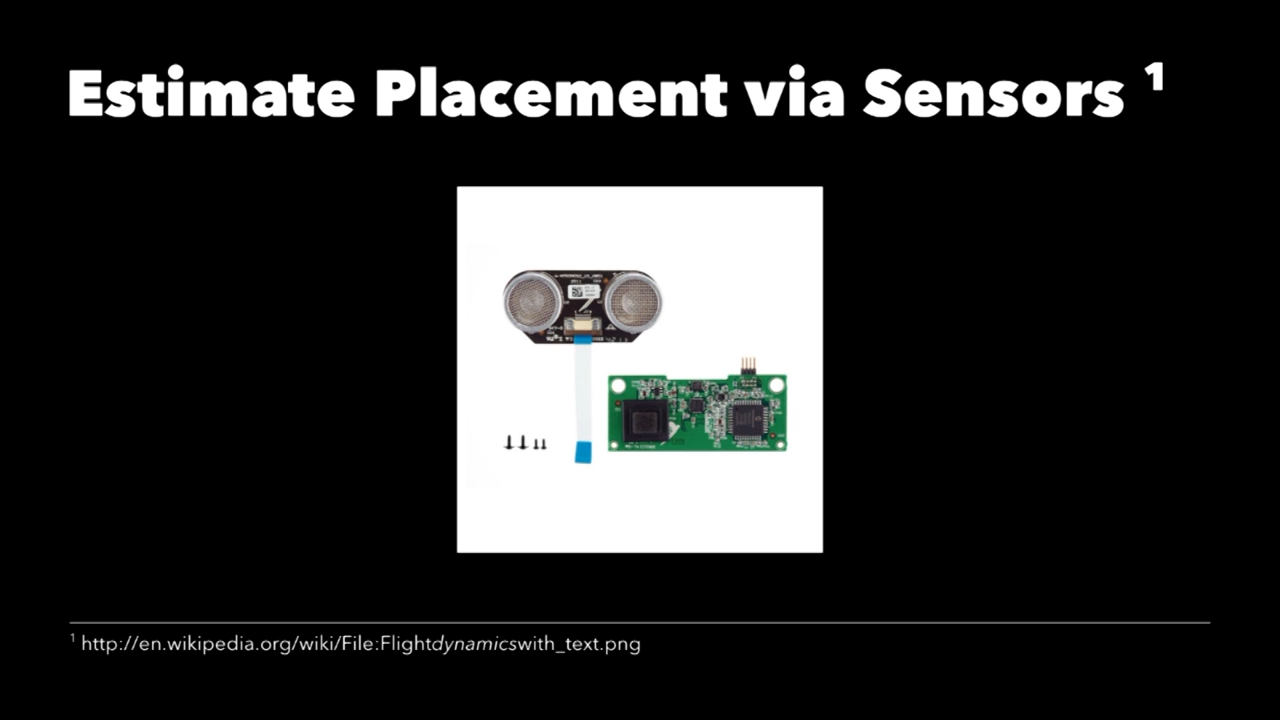 Estimate Placement via Sensors ¹
¹ http://en.wikipedia.org/wiki/File:Flightdynamicswith_text.png